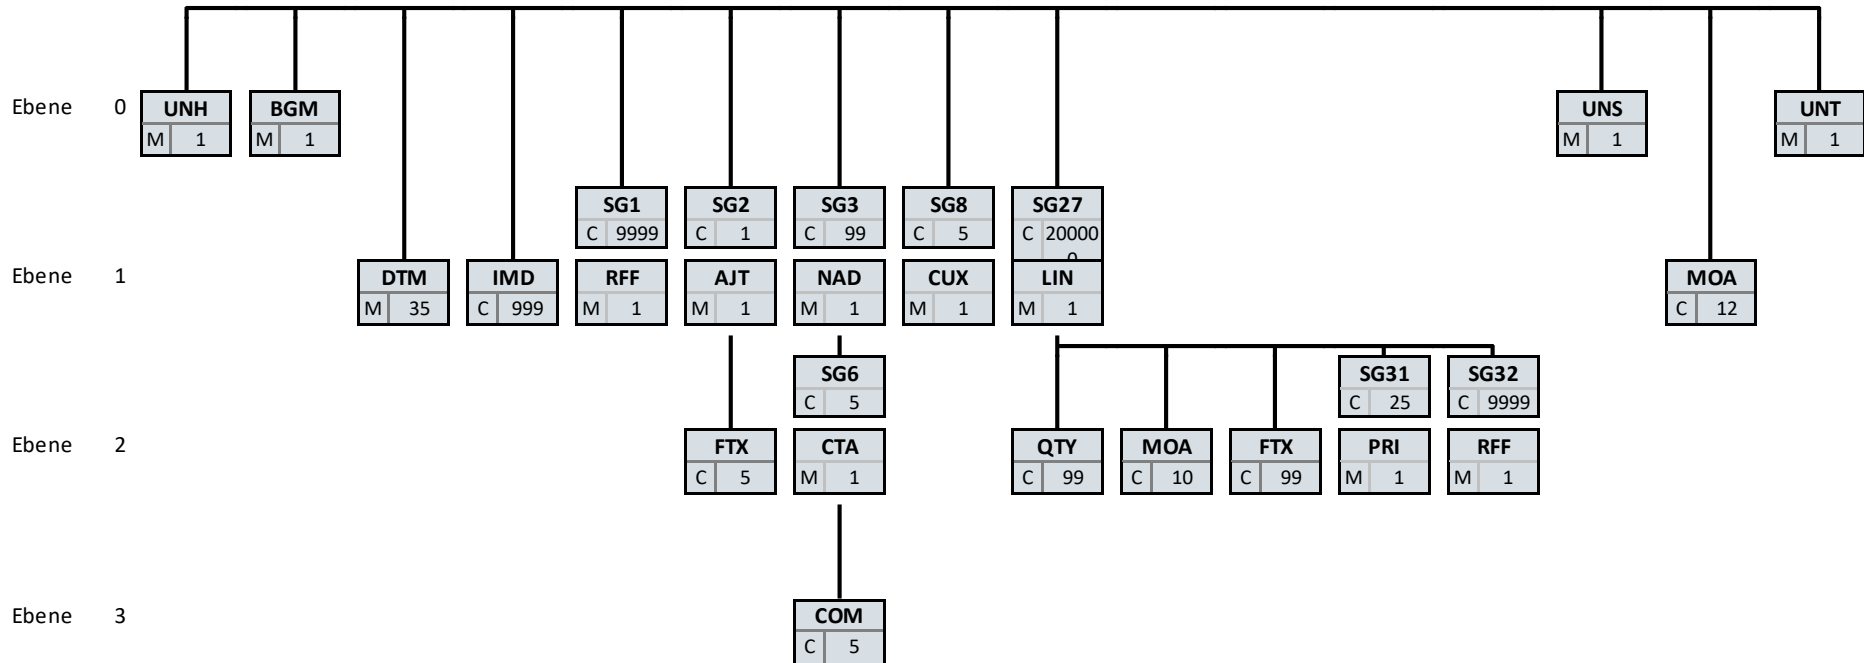 Ebene 0 UNH BGM UNS UNT
M 1 M 1 M 1 M 1
SG1 SG2 SG3 SG8 SG27
C 9999 C 1 C 99 C 5 C 20000
0
Ebene 1 DTM IMD RFF AJT NAD CUX LIN MOA
M 35 C 999 M 1 M 1 M 1 M 1 M 1 C 12
SG6 SG31 SG32
C 5 C 25 C 9999
Ebene 2 FTX CTA QTY MOA FTX PRI RFF
C 5 M 1 C 99 C 10 C 99 M 1 M 1
Ebene 3 COM
C 5